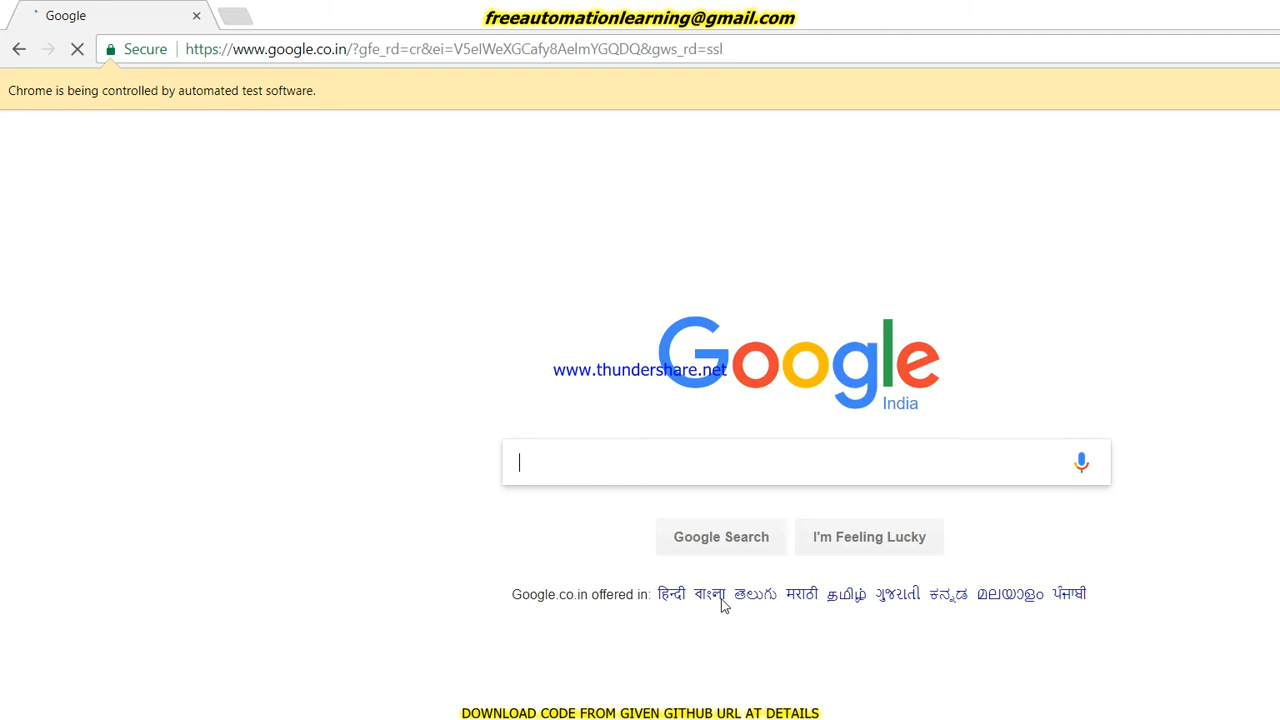 freeautomationlearning@gmail.com
Google
Secure https://www.google.co.in/?gfe_rd=cr&ei=V5elWeXGCafy8AelmYGQDQ&gws_rd=ssl
Chrome is being controlled by automated test software.
Google
www.thundershare.net
India
Google Search I'm Feeling Lucky
Google.co.in offered in: हिन्दी বাংলা తెలుగు मराठी தமிழ் ગુજરાતી ಕನ್ನಡ മലയാളം ਪੰਜਾਬੀ
DOWNLOAD CODE FROM GIVEN GITHUB URL AT DETAILS